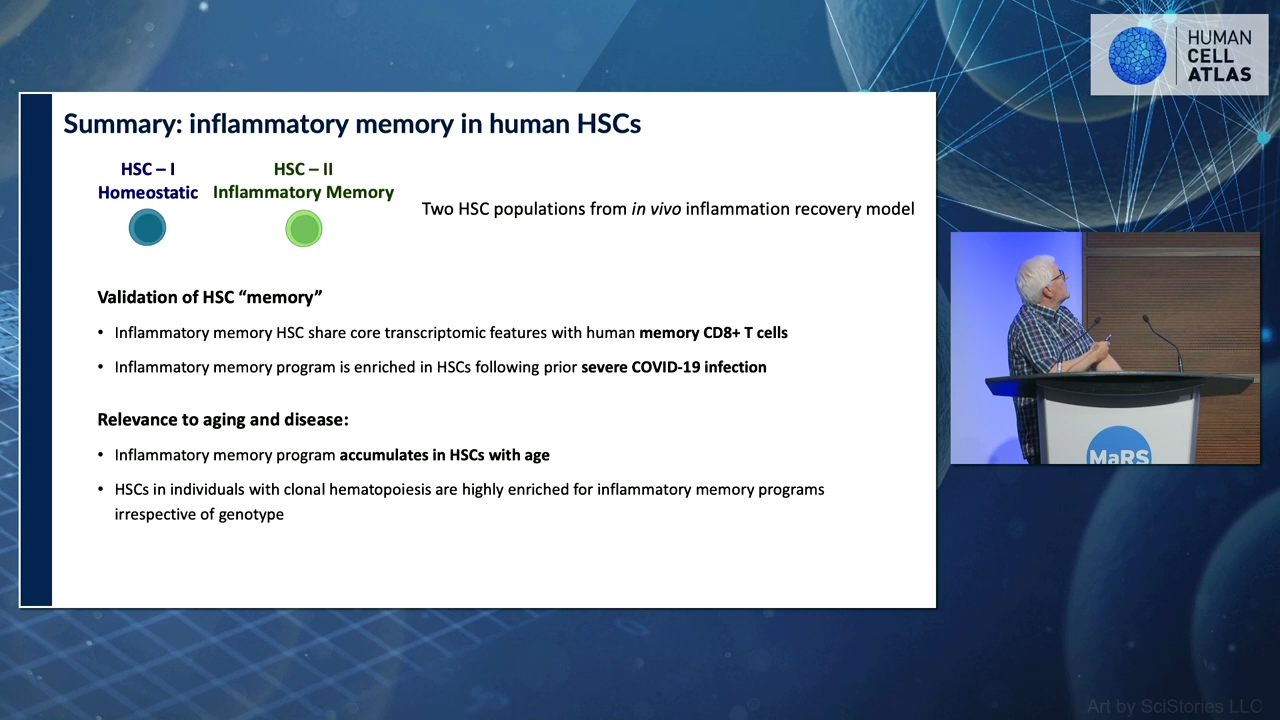 HUMAN
CELL
ATLAS
Summary: inflammatory memory in human HSCs
HSC – I
Homeostatic
HSC – II
Inflammatory Memory
Two HSC populations from in vivo inflammation recovery model
Validation of HSC “memory”
• Inflammatory memory HSC share core transcriptomic features with human memory CD8+ T cells
• Inflammatory memory program is enriched in HSCs following prior severe COVID-19 infection
Relevance to aging and disease:
• Inflammatory memory program accumulates in HSCs with age
• HSCs in individuals with clonal hematopoiesis are highly enriched for inflammatory memory programs
irrespective of genotype
MaRS
Art by SciStories LLC